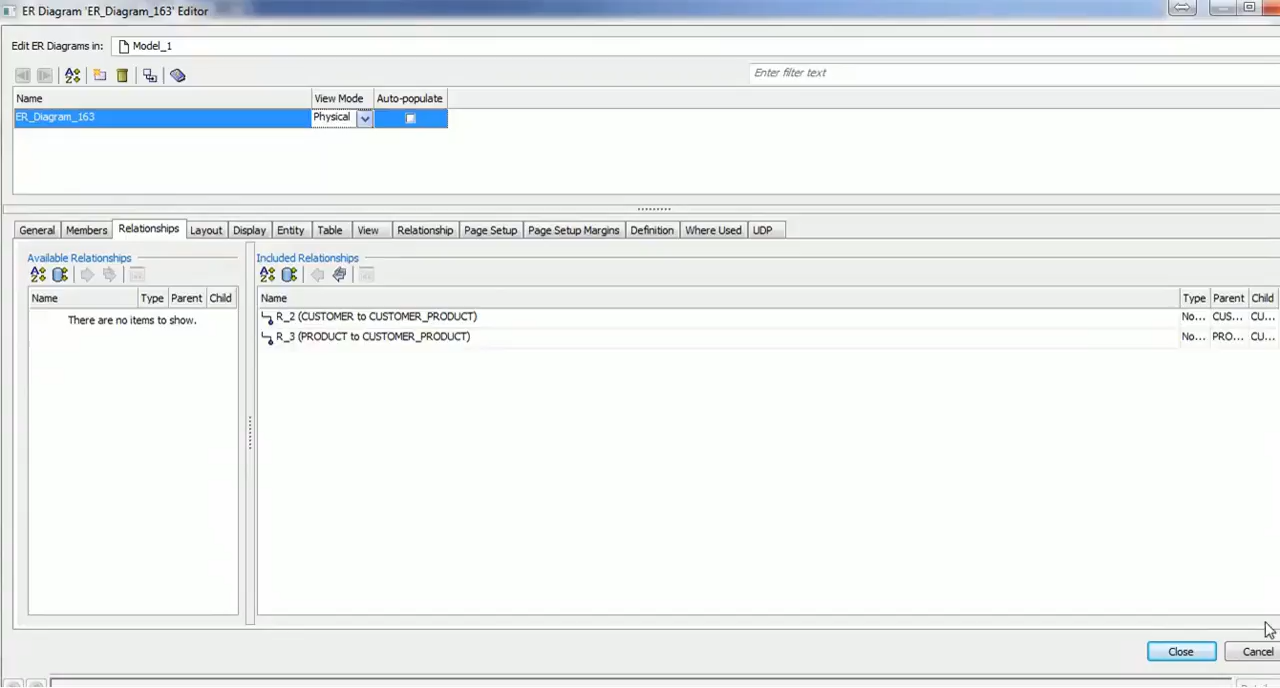 ER Diagram 'ER_Diagram_163' Editor
Edit ER Diagrams in: Model_1
Enter filter text
Name View Mode Auto-populate
ER_Diagram_163 Physical
General Members Relationships Layout Display Entity Table View Relationship Page Setup Page Setup Margins Definition Where Used UDP
Available Relationships Included Relationships
Name Type Parent Child Name Type Parent Child
There are no items to show. R_2 (CUSTOMER to CUSTOMER_PRODUCT) No... CUS... CU...
R_3 (PRODUCT to CUSTOMER_PRODUCT) No... PRO... CU...
Close Cancel